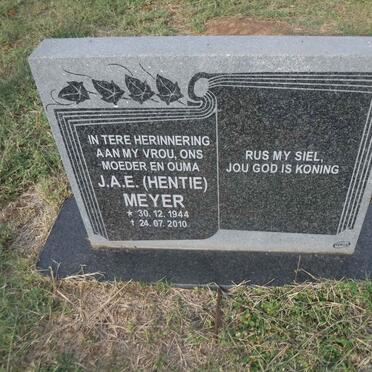 IN TERE HERINNERING
AAN MY VROU, ONS
MOEDER EN OUMA
J.A.E. (HENTIE)
MEYER
* 30. 12. 1944
† 24. 07. 2010
RUS MY SIEL,
JOU GOD IS KONING